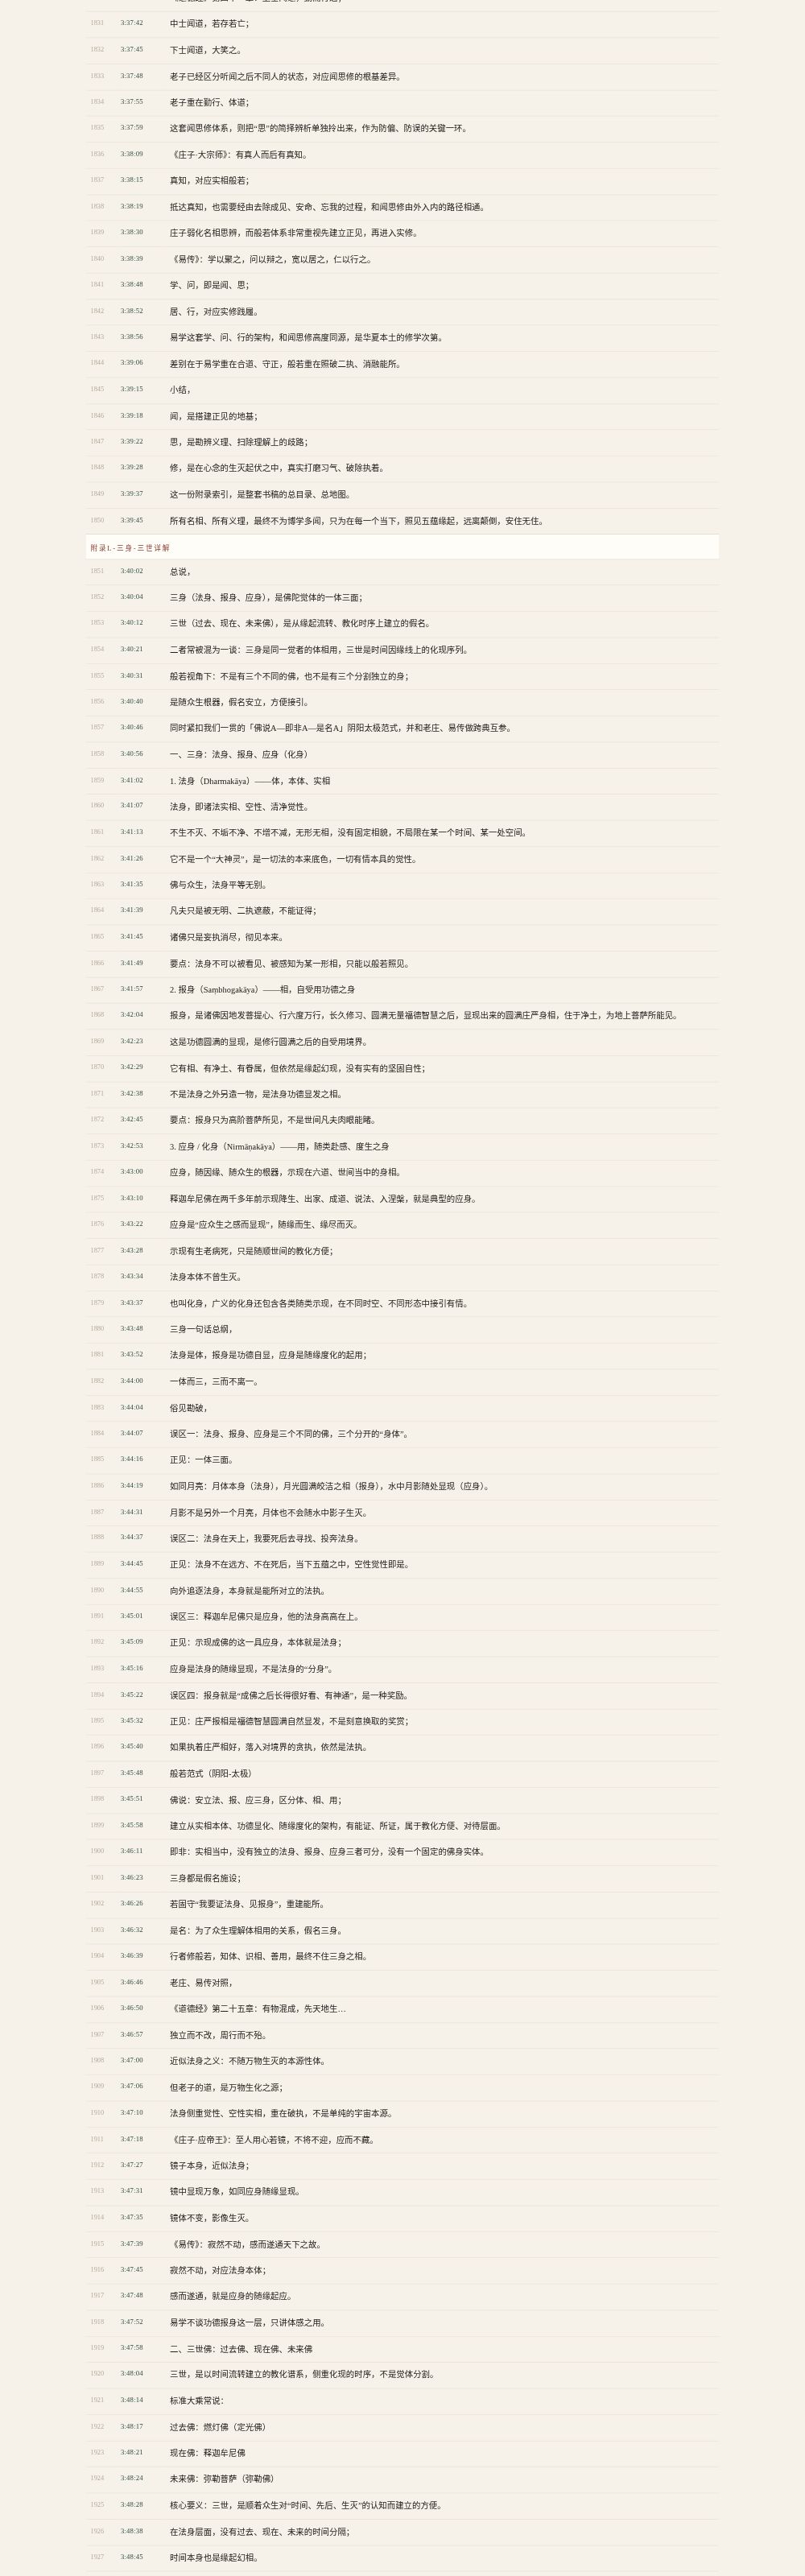 1831 3:37:42 中士闻道，若存若亡；
1832 3:37:45 下士闻道，大笑之。
1833 3:37:48 老子已经区分听闻之后不同人的状态，对应闻思修的根基差异。
1834 3:37:55 老子重在勤行、体道；
1835 3:37:59 这套闻思修体系，则把“思”的简择辨析单独拎出来，作为防偏、防误的关键一环。
1836 3:38:09 《庄子·大宗师》：有真人而后有真知。
1837 3:38:15 真知，对应实相般若；
1838 3:38:19 抵达真知，也需要经由去除成见、安命、忘我的过程，和闻思修由外入内的路径相通。
1839 3:38:30 庄子弱化名相思辨，而般若体系非常重视先建立正见，再进入实修。
1840 3:38:39 《易传》：学以聚之，问以辩之，宽以居之，仁以行之。
1841 3:38:48 学、问，即是闻、思；
1842 3:38:52 居、行，对应实修践履。
1843 3:38:56 易学这套学、问、行的架构，和闻思修高度同源，是华夏本土的修学次第。
1844 3:39:06 差别在于易学重在合道、守正，般若重在照破二执、消融能所。
1845 3:39:15 小结，
1846 3:39:18 闻，是搭建正见的地基；
1847 3:39:22 思，是勘辨义理、扫除理解上的歧路；
1848 3:39:28 修，是在心念的生灭起伏之中，真实打磨习气、破除执着。
1849 3:39:37 这一份附录索引，是整套书稿的总目录、总地图。
1850 3:39:45 所有名相、所有义理，最终不为博学多闻，只为在每一个当下，照见五蕴缘起，远离颠倒，安住无住。
附录L-三身-三世详解
1851 3:40:02 总说，
1852 3:40:04 三身（法身、报身、应身），是佛陀觉体的一体三面；
1853 3:40:12 三世（过去、现在、未来佛），是从缘起流转、教化时序上建立的假名。
1854 3:40:21 二者常被混为一谈：三身是同一觉者的体相用，三世是时间因缘线上的化现序列。
1855 3:40:31 般若视角下：不是有三个不同的佛，也不是有三个分割独立的身；
1856 3:40:40 是随众生根器，假名安立，方便接引。
1857 3:40:46 同时紧扣我们一贯的「佛说A—即非A—是名A」阴阳太极范式，并和老庄、易传做跨典互参。
1858 3:40:56 一、三身：法身、报身、应身（化身）
1859 3:41:02 1. 法身（Dharmakāya）——体，本体、实相
1860 3:41:07 法身，即诸法实相、空性、清净觉性。
1861 3:41:13 不生不灭、不垢不净、不增不减，无形无相，没有固定相貌，不局限在某一个时间、某一处空间。
1862 3:41:26 它不是一个“大神灵”，是一切法的本来底色，一切有情本具的觉性。
1863 3:41:35 佛与众生，法身平等无别。
1864 3:41:39 凡夫只是被无明、二执遮蔽，不能证得；
1865 3:41:45 诸佛只是妄执消尽，彻见本来。
1866 3:41:49 要点：法身不可以被看见、被感知为某一形相，只能以般若照见。
1867 3:41:57 2. 报身（Saṃbhogakāya）——相，自受用功德之身
1868 3:42:04 报身，是诸佛因地发菩提心、行六度万行，长久修习、圆满无量福德智慧之后，显现出来的圆满庄严身相，住于净土，为地上菩萨所能见。
1869 3:42:23 这是功德圆满的显现，是修行圆满之后的自受用境界。
1870 3:42:29 它有相、有净土、有眷属，但依然是缘起幻现，没有实有的坚固自性；
1871 3:42:38 不是法身之外另造一物，是法身功德显发之相。
1872 3:42:45 要点：报身只为高阶菩萨所见，不是世间凡夫肉眼能睹。
1873 3:42:53 3. 应身 / 化身（Nirmāṇakāya）——用，随类赴感、度生之身
1874 3:43:00 应身，随因缘、随众生的根器，示现在六道、世间当中的身相。
1875 3:43:10 释迦牟尼佛在两千多年前示现降生、出家、成道、说法、入涅槃，就是典型的应身。
1876 3:43:22 应身是“应众生之感而显现”，随缘而生、缘尽而灭。
1877 3:43:28 示现有生老病死，只是随顺世间的教化方便；
1878 3:43:34 法身本体不曾生灭。
1879 3:43:37 也叫化身，广义的化身还包含各类随类示现，在不同时空、不同形态中接引有情。
1880 3:43:48 三身一句话总纲，
1881 3:43:52 法身是体，报身是功德自显，应身是随缘度化的起用；
1882 3:44:00 一体而三，三而不离一。
1883 3:44:04 俗见勘破，
1884 3:44:07 误区一：法身、报身、应身是三个不同的佛，三个分开的“身体”。
1885 3:44:16 正见：一体三面。
1886 3:44:19 如同月亮：月体本身（法身），月光圆满皎洁之相（报身），水中月影随处显现（应身）。
1887 3:44:31 月影不是另外一个月亮，月体也不会随水中影子生灭。
1888 3:44:37 误区二：法身在天上，我要死后去寻找、投奔法身。
1889 3:44:45 正见：法身不在远方、不在死后，当下五蕴之中，空性觉性即是。
1890 3:44:55 向外追逐法身，本身就是能所对立的法执。
1891 3:45:01 误区三：释迦牟尼佛只是应身，他的法身高高在上。
1892 3:45:09 正见：示现成佛的这一具应身，本体就是法身；
1893 3:45:16 应身是法身的随缘显现，不是法身的“分身”。
1894 3:45:22 误区四：报身就是“成佛之后长得很好看、有神通”，是一种奖励。
1895 3:45:32 正见：庄严报相是福德智慧圆满自然显发，不是刻意换取的奖赏；
1896 3:45:40 如果执着庄严相好，落入对境界的贪执，依然是法执。
1897 3:45:48 般若范式（阴阳-太极）
1898 3:45:51 佛说：安立法、报、应三身，区分体、相、用；
1899 3:45:58 建立从实相本体、功德显化、随缘度化的架构，有能证、所证，属于教化方便、对待层面。
1900 3:46:11 即非：实相当中，没有独立的法身、报身、应身三者可分，没有一个固定的佛身实体。
1901 3:46:23 三身都是假名施设；
1902 3:46:26 若固守“我要证法身、见报身”，重建能所。
1903 3:46:32 是名：为了众生理解体相用的关系，假名三身。
1904 3:46:39 行者修般若，知体、识相、善用，最终不住三身之相。
1905 3:46:46 老庄、易传对照，
1906 3:46:50 《道德经》第二十五章：有物混成，先天地生…
1907 3:46:57 独立而不改，周行而不殆。
1908 3:47:00 近似法身之义：不随万物生灭的本源性体。
1909 3:47:06 但老子的道，是万物生化之源；
1910 3:47:10 法身侧重觉性、空性实相，重在破执，不是单纯的宇宙本源。
1911 3:47:18 《庄子·应帝王》：至人用心若镜，不将不迎，应而不藏。
1912 3:47:27 镜子本身，近似法身；
1913 3:47:31 镜中显现万象，如同应身随缘显现。
1914 3:47:35 镜体不变，影像生灭。
1915 3:47:39 《易传》：寂然不动，感而遂通天下之故。
1916 3:47:45 寂然不动，对应法身本体；
1917 3:47:48 感而遂通，就是应身的随缘起应。
1918 3:47:52 易学不谈功德报身这一层，只讲体感之用。
1919 3:47:58 二、三世佛：过去佛、现在佛、未来佛
1920 3:48:04 三世，是以时间流转建立的教化谱系，侧重化现的时序，不是觉体分割。
1921 3:48:14 标准大乘常说：
1922 3:48:17 过去佛：燃灯佛（定光佛）
1923 3:48:21 现在佛：释迦牟尼佛
1924 3:48:24 未来佛：弥勒菩萨（弥勒佛）
1925 3:48:28 核心要义：三世，是顺着众生对“时间、先后、生灭”的认知而建立的方便。
1926 3:48:38 在法身层面，没有过去、现在、未来的时间分隔；
1927 3:48:45 时间本身也是缘起幻相。